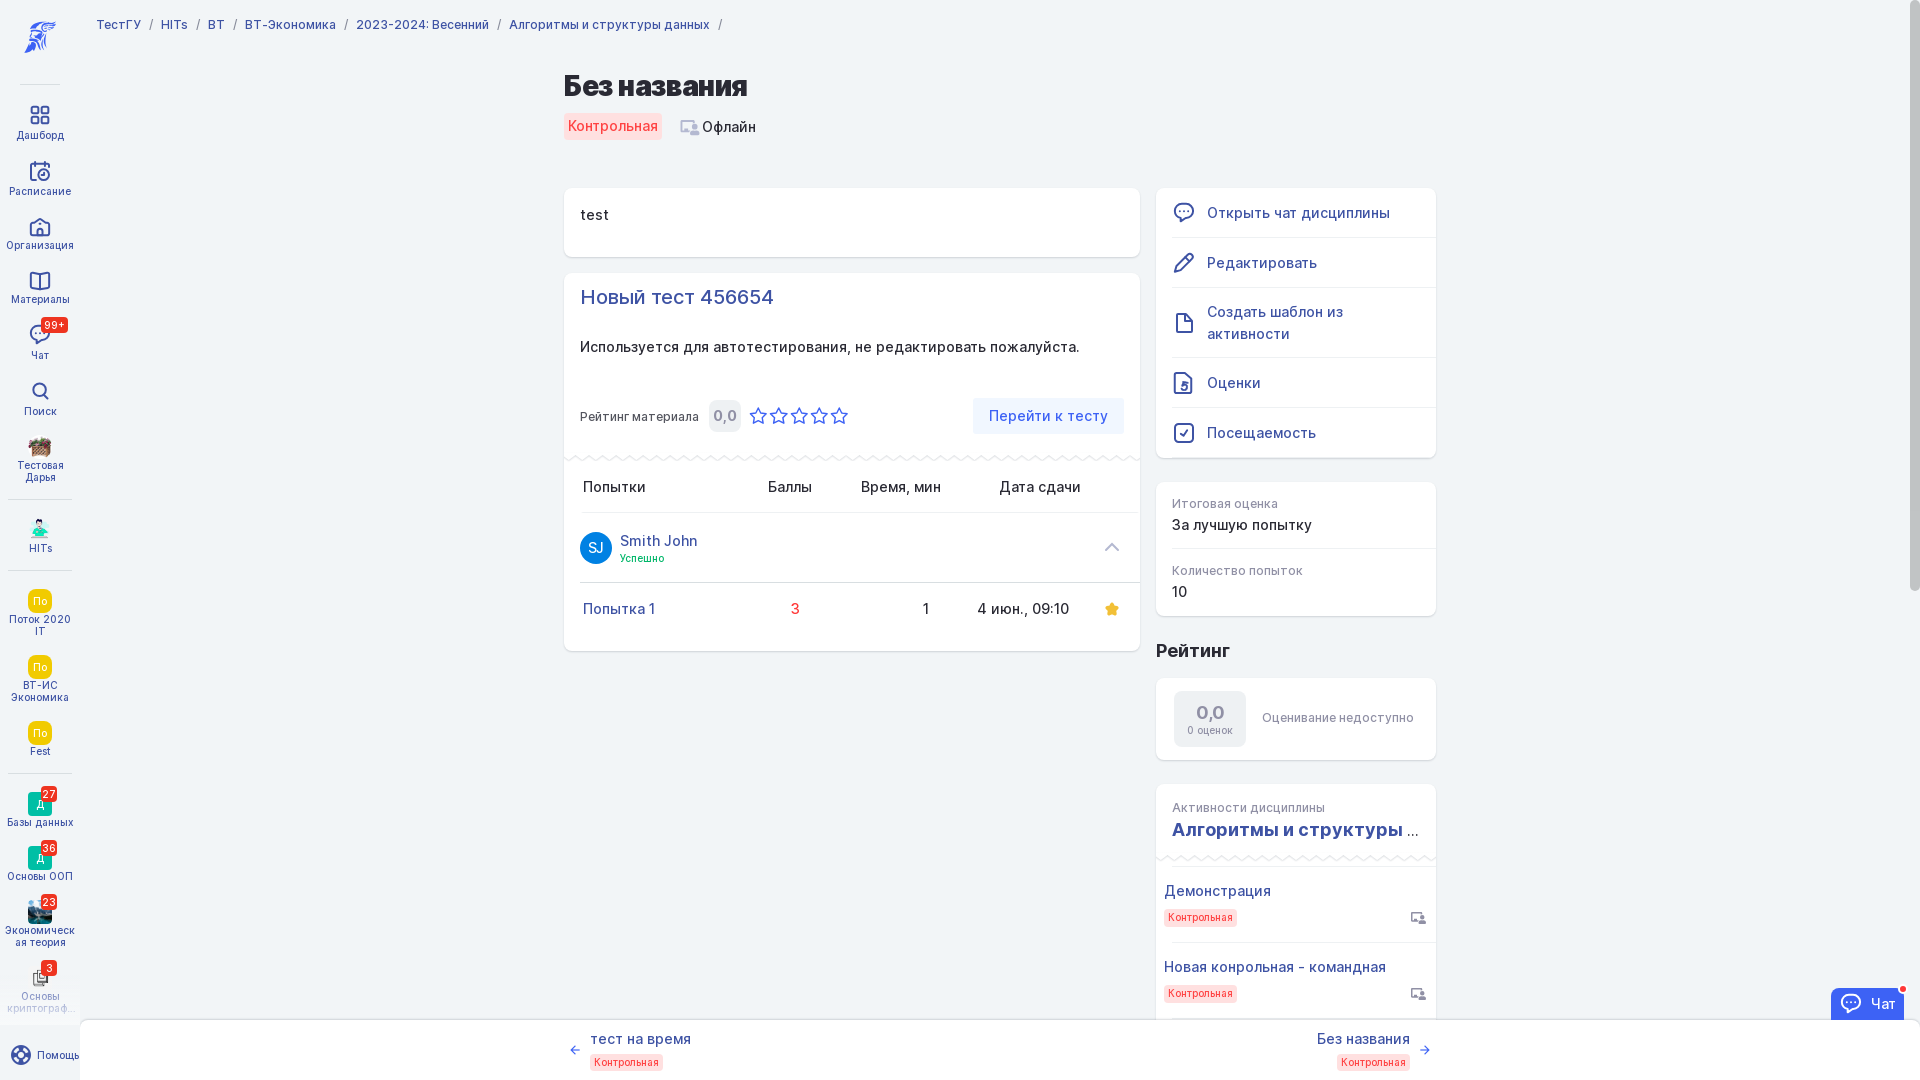 ТестГУ / HITs / ВТ / ВТ-Экономика / 2023-2024: Весенний / Алгоритмы и структуры данных /
Дашборд
Расписание
Организация
Материалы
99+
Чат
Поиск
Тестовая
Дарья
HITs
По
Поток 2020
IT
По
ВТ-ИС
Экономика
По
Fest
27
Д
Базы данных
36
Д
Основы ООП
23
Экономическ
ая теория
3
Основы
криптограф...
Помощь
Без названия
Контрольная
Офлайн
test
Новый тест 456654
Используется для автотестирования, не редактировать пожалуйста.
Рейтинг материала 0,0
Перейти к тесту
Попытки Баллы Время, мин Дата сдачи
SJ
Smith John
Успешно
Попытка 1 3 1 4 июн., 09:10
Открыть чат дисциплины
Редактировать
Создать шаблон из
активности
5
Оценки
Посещаемость
Итоговая оценка
За лучшую попытку
Количество попыток
10
Рейтинг
0,0
0 оценок
Оценивание недоступно
Активности дисциплины
Алгоритмы и структуры ...
Демонстрация
Контрольная
Новая конрольная - командная
Контрольная
Чат
тест на время
Контрольная
Без названия
Контрольная